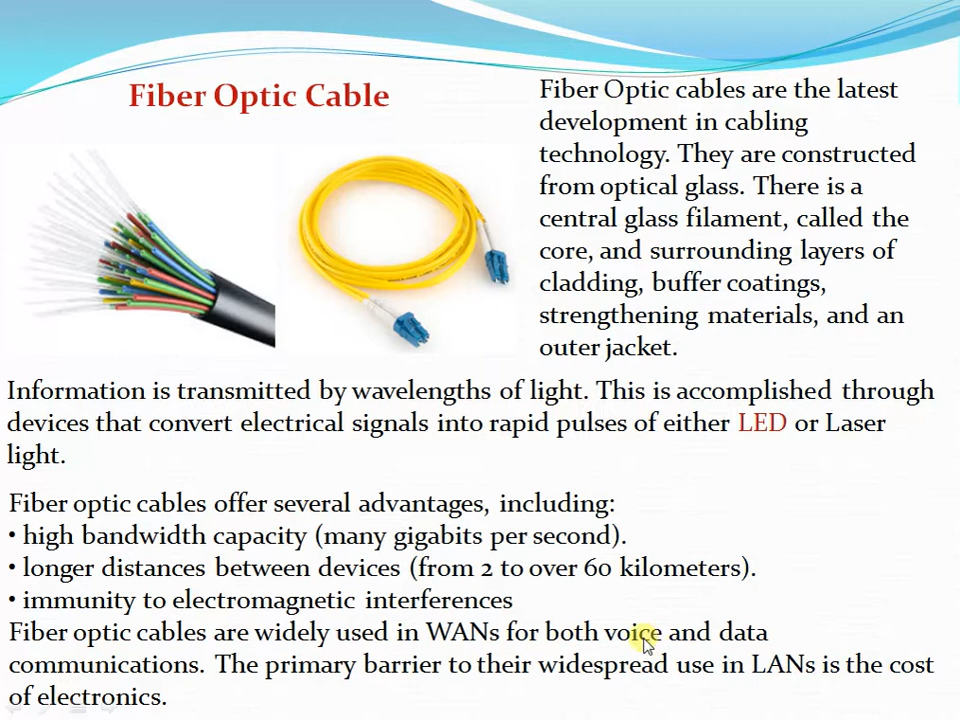 Fiber Optic Cable
Fiber Optic cables are the latest
development in cabling
technology. They are constructed
from optical glass. There is a
central glass filament, called the
core, and surrounding layers of
cladding, buffer coatings,
strengthening materials, and an
outer jacket.
Information is transmitted by wavelengths of light. This is accomplished through
devices that convert electrical signals into rapid pulses of either LED or Laser
light.
Fiber optic cables offer several advantages, including:
• high bandwidth capacity (many gigabits per second).
• longer distances between devices (from 2 to over 60 kilometers).
• immunity to electromagnetic interferences
Fiber optic cables are widely used in WANs for both voice and data
communications. The primary barrier to their widespread use in LANs is the cost
of electronics.